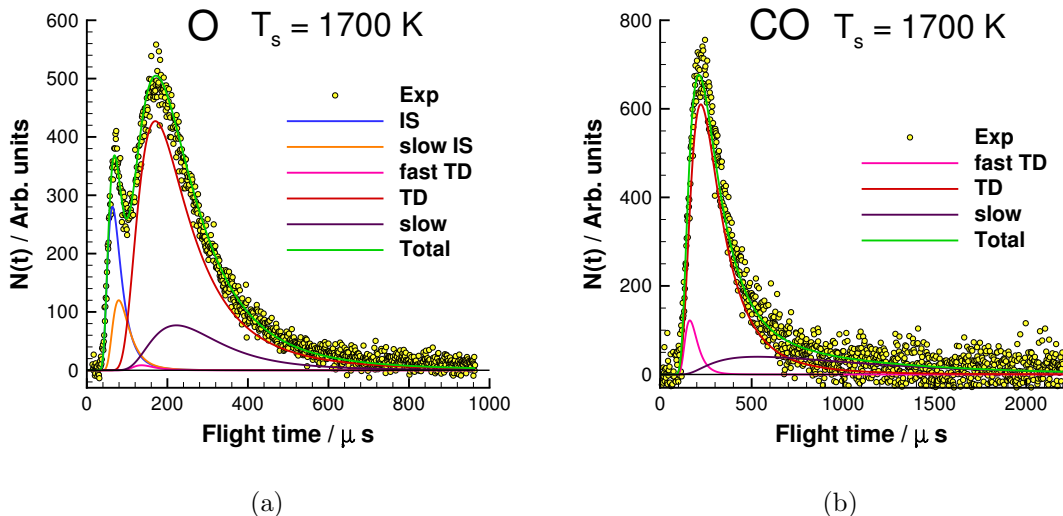 O T_s = 1700 K
600
500
400
300
200
100
0
N(t) / Arb. units
Exp
IS
slow IS
fast TD
TD
slow
Total
0 200 400 600 800 1000
Flight time / μ s
(a)
CO T_s = 1700 K
800
600
400
200
0
N(t) / Arb. units
Exp
fast TD
TD
slow
Total
0 500 1000 1500 2000
Flight time / μ s
(b)